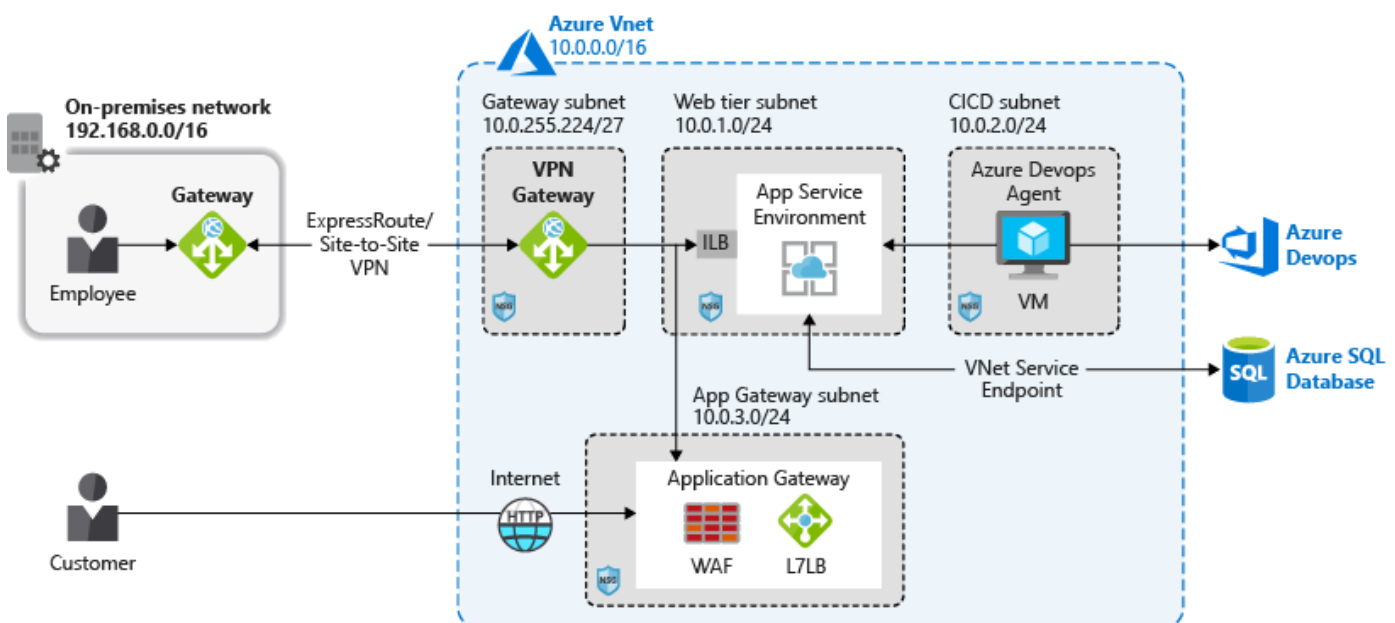 Azure Vnet
10.0.0.0/16
On-premises network
192.168.0.0/16
Gateway subnet
10.0.255.224/27
Web tier subnet
10.0.1.0/24
CICD subnet
10.0.2.0/24
Gateway
Employee
ExpressRoute/
Site-to-Site
VPN
VPN
Gateway
NSG
ILB
App Service
Environment
NSG
Azure Devops
Agent
VM
NSG
Azure
Devops
VNet Service
Endpoint
SQL
Azure SQL
Database
App Gateway subnet
10.0.3.0/24
Customer
Internet
HTTP
Application Gateway
WAF
L7LB
NSG